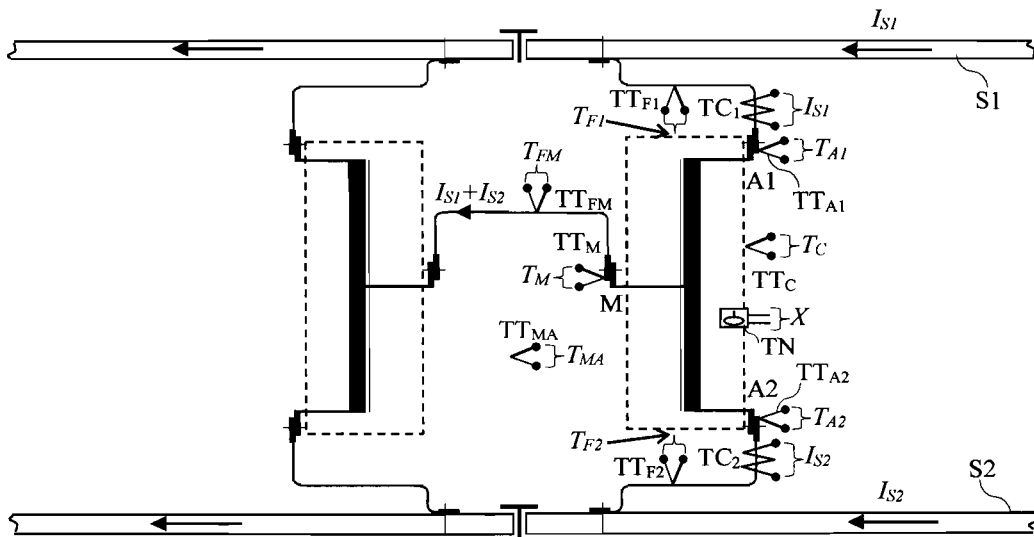 I_S1
S1
TT_F1
TC_1
I_S1
T_F1
T_A1
A1
TT_A1
T_FM
I_S1+I_S2
TT_FM
TT_M
T_C
T_M
TT_C
M
X
TT_MA
TN
T_MA
TT_A2
A2
T_A2
T_F2
TT_F2
TC_2
I_S2
I_S2
S2